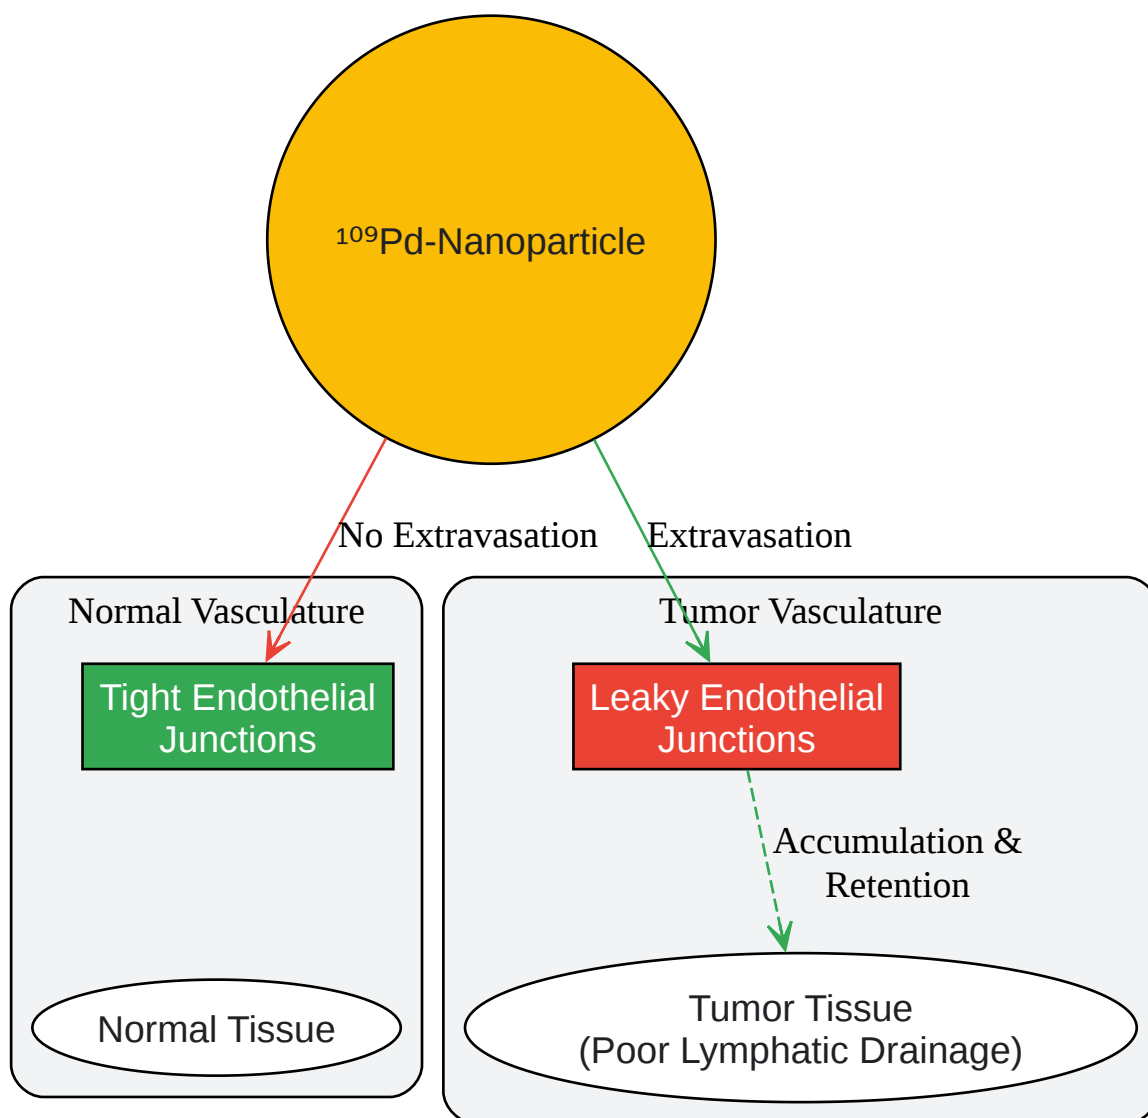 ¹⁰⁹Pd-Nanoparticle
No Extravasation
Extravasation
Normal Vasculature
Tumor Vasculature
Tight Endothelial
Junctions
Leaky Endothelial
Junctions
Accumulation &
Retention
Normal Tissue
Tumor Tissue
(Poor Lymphatic Drainage)